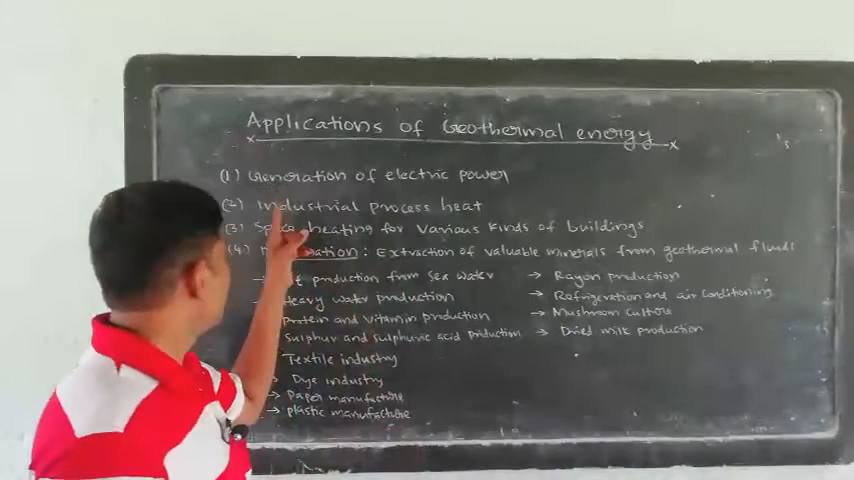 Applications of Geothermal energy
(1) Generation of electric power
(2) Industrial process heat
(3) Space heating for various kinds of buildings
(4) : Extraction of valuable minerals from geothermal fluids
production from sea water
Heavy water production
Protein and vitamin production
Sulphur and sulphuric acid production
Textile industry
Dye industry
→ Paper manufacture
→ plastic manufacture
→ Rayon production
→ Refrigeration and air conditioning
→ Mushroom culture
→ Dried milk production